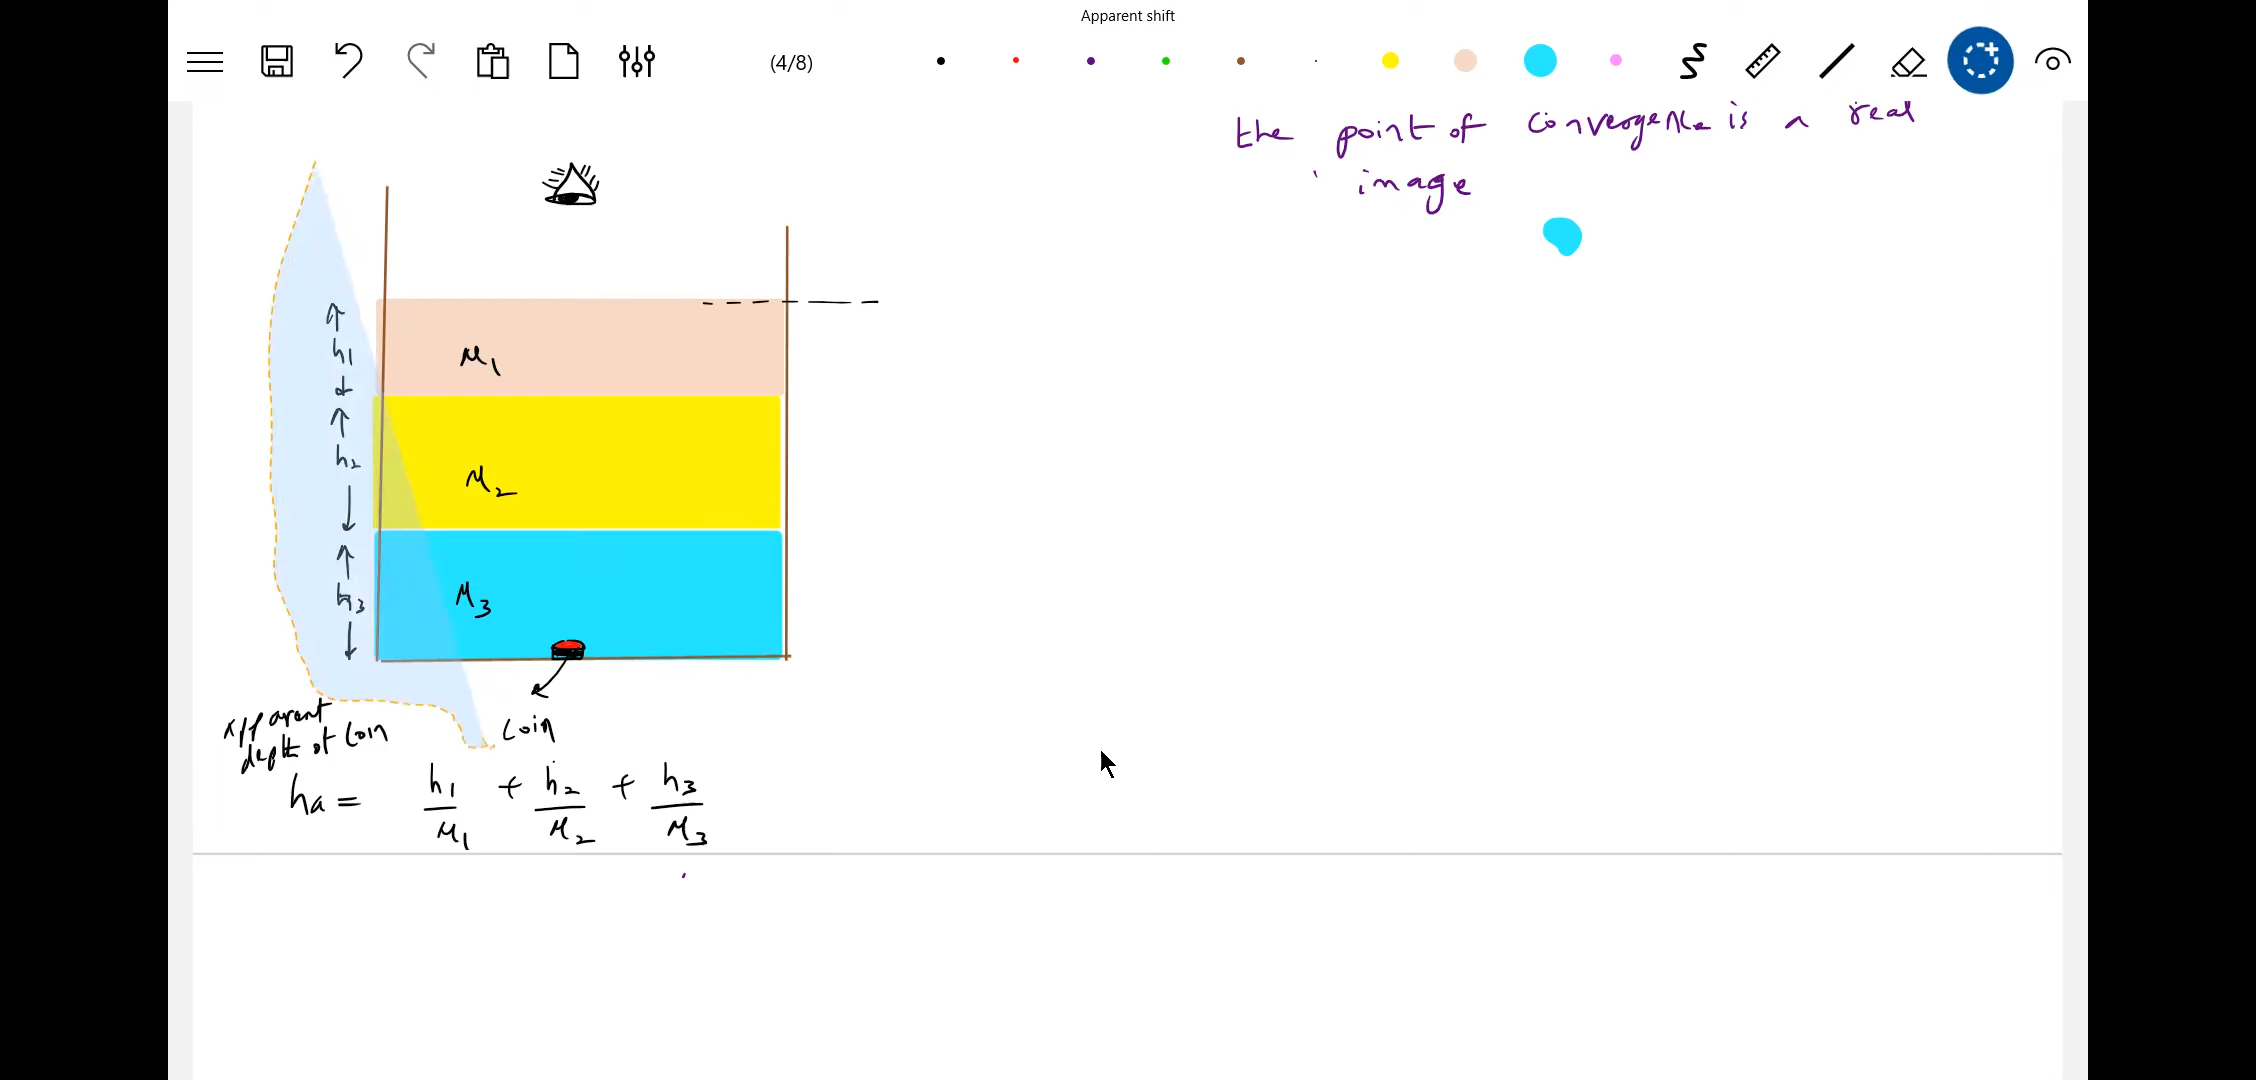 Apparent shift
(4/8)
the point of convergence is a real
image
h1
μ1
h2
μ2
h3
μ3
apparent
depth of coin
coin
ha = h1/μ1 + h2/μ2 + h3/μ3